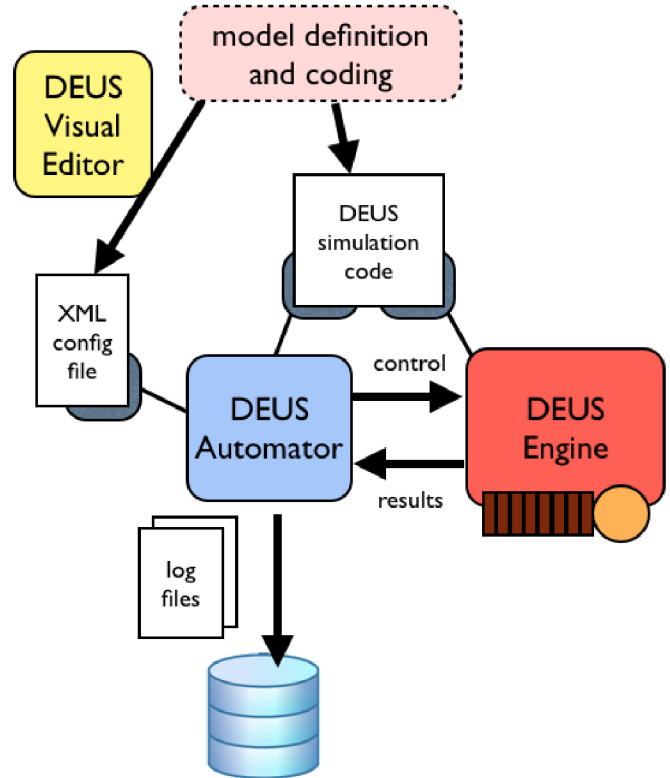 model definition
and coding
DEUS
Visual
Editor
DEUS
simulation
code
XML
config
file
control
DEUS
Automator
DEUS
Engine
results
log
files